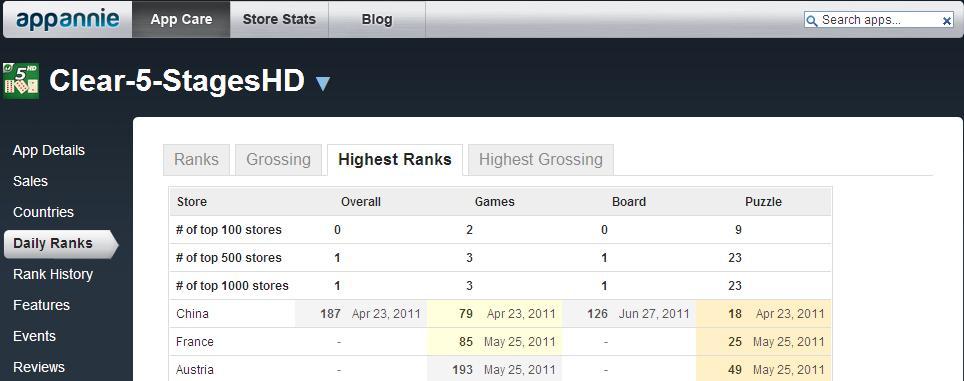 appannie App Care Store Stats Blog Search apps...
5 HD
Clear-5-StagesHD
App Details
Sales
Countries
Daily Ranks
Rank History
Features
Events
Reviews
Ranks Grossing Highest Ranks Highest Grossing
Store Overall Games Board Puzzle
# of top 100 stores 0 2 0 9
# of top 500 stores 1 3 1 23
# of top 1000 stores 1 3 1 23
China 187 Apr 23, 2011 79 Apr 23, 2011 126 Jun 27, 2011 18 Apr 23, 2011
France - 85 May 25, 2011 - 25 May 25, 2011
Austria - 193 May 25, 2011 - 49 May 25, 2011